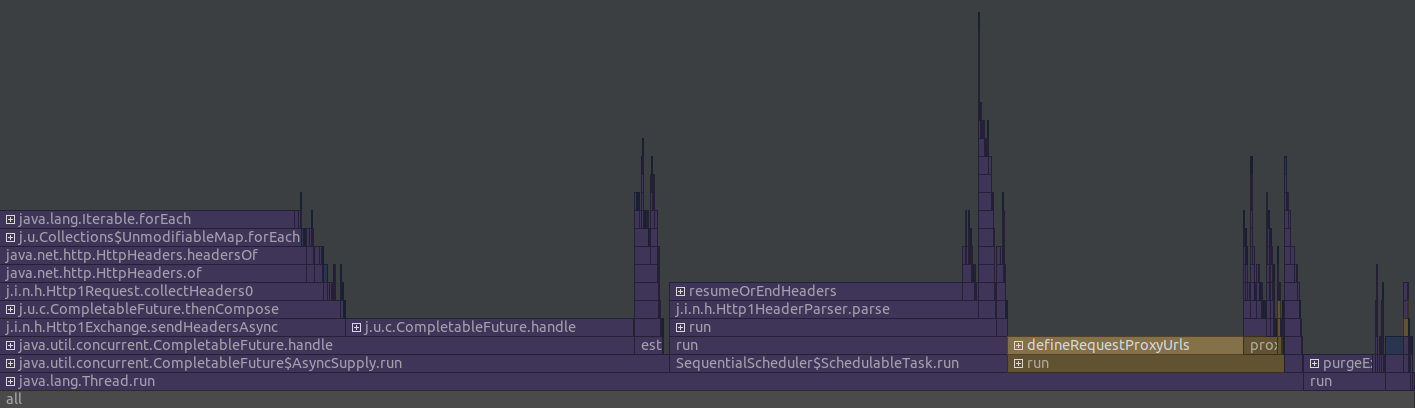 java.lang.Iterable.forEach
j.u.Collections$UnmodifiableMap.forEach
java.net.http.HttpHeaders.headersOf
java.net.http.HttpHeaders.of
j.i.n.h.Http1Request.collectHeaders0 resumeOrEndHeaders
j.u.c.CompletableFuture.thenCompose j.i.n.h.Http1HeaderParser.parse
j.i.n.h.Http1Exchange.sendHeadersAsync j.u.c.CompletableFuture.handle run
java.util.concurrent.CompletableFuture.handle est run defineRequestProxyUrls prox
java.util.concurrent.CompletableFuture$AsyncSupply.run SequentialScheduler$SchedulableTask.run run purgeEx
java.lang.Thread.run run
all